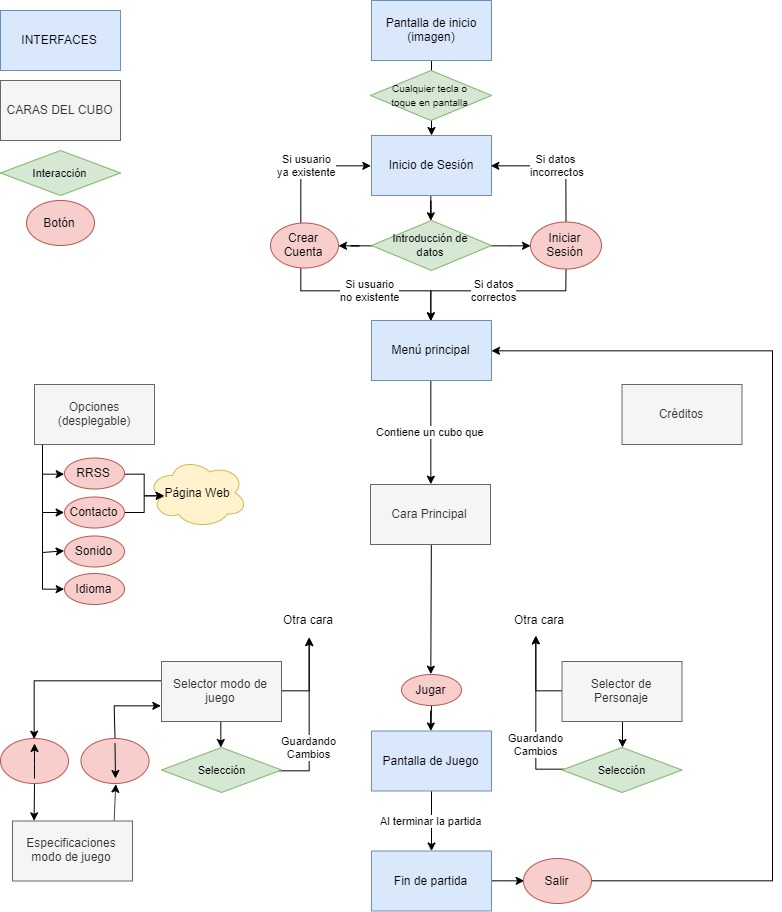 INTERFACES
CARAS DEL CUBO
Interacción
Botón
Pantalla de inicio
(imagen)
Cualquier tecla o
toque en pantalla
Inicio de Sesión
Si usuario
ya existente
Si datos
incorrectos
Crear
Cuenta
Introducción de
datos
Iniciar
Sesión
Si usuario
no existente
Si datos
correctos
Menú principal
Opciones
(desplegable)
Créditos
Contiene un cubo que
RRSS
Contacto
Sonido
Idioma
Página Web
Cara Principal
Otra cara
Selector modo de
juego
Guardando
Cambios
Selección
Especificaciones
modo de juego
Jugar
Pantalla de Juego
Al terminar la partida
Fin de partida
Salir
Otra cara
Selector de
Personaje
Guardando
Cambios
Selección